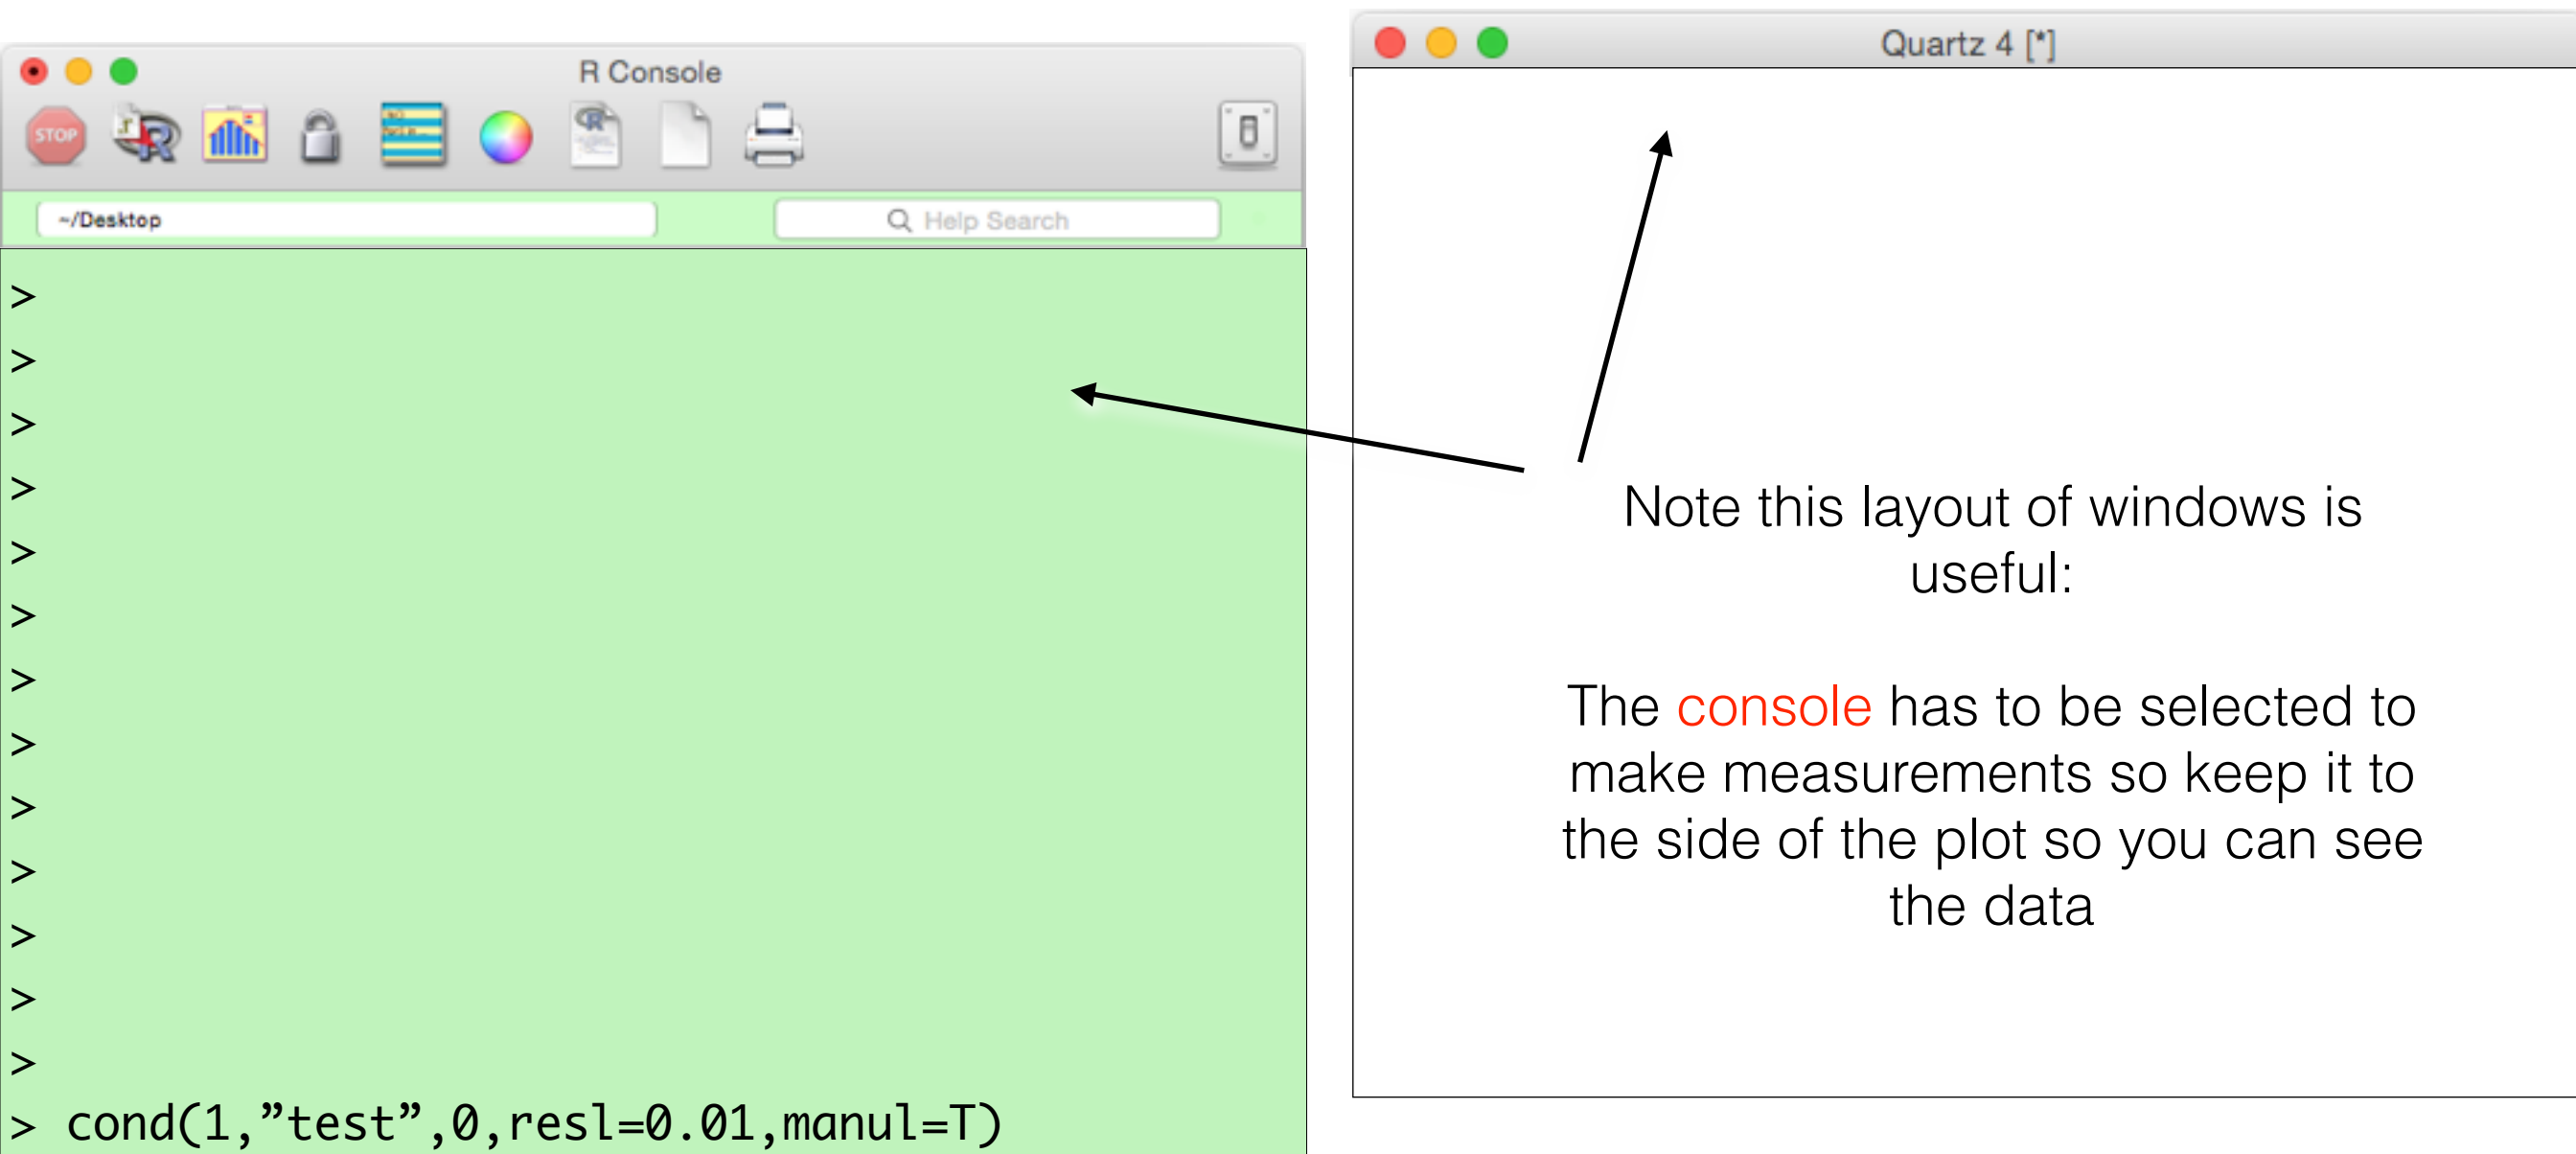 R Console
STOP
~/Desktop
Help Search
>
>
>
>
>
>
>
>
>
>
>
>
>
> cond(1,”test”,0,resl=0.01,manul=T)
Quartz 4 [*]
Note this layout of windows is
useful:
The console has to be selected to
make measurements so keep it to
the side of the plot so you can see
the data